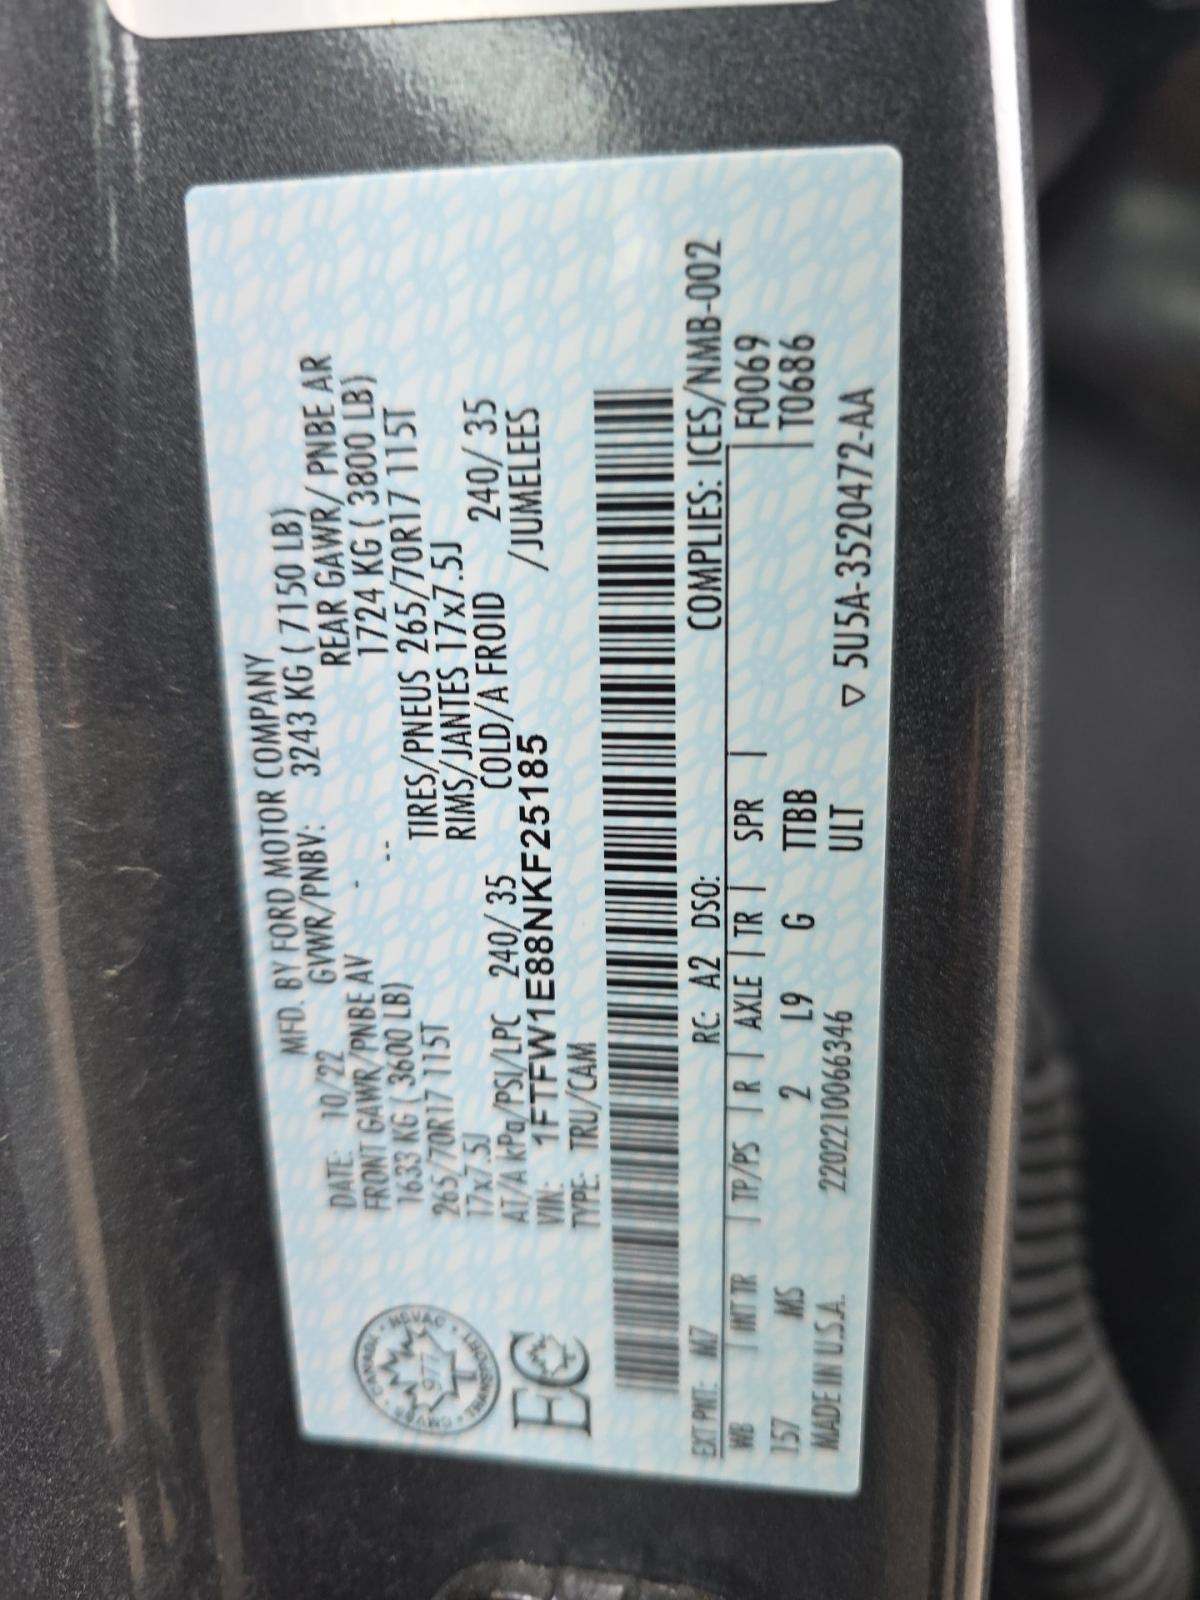 MFD. BY FORD MOTOR COMPANY
DATE: 10/22 GVWR/PNBV: 3243 KG ( 7150 LB)
FRONT GAWR/PNBE AV REAR GAWR/ PNBE AR
1633 KG ( 3600 LB) 1724 KG ( 3800 LB)
265/70R17 115T TIRES/PNEUS 265/70R17 115T
17x7.5J RIMS/JANTES 17x7.5J
AT/A kPa/PSI/LPC 240/ 35 COLD/A FROID 240/ 35
VIN: 1FTFW1E88NKF25185 /JUMELEES
TYPE: TRU/CAM
EC
EXT PNT: M7 RC: A2 DSO: COMPLIES: ICES/NMB-002
WB | INT TR | TP/PS | R | AXLE | TR | SPR | F0069
157 MS 2 L9 G TTBB | T0686
MADE IN U.S.A. 220221006​6346 ULT ▽ 5U5A-3520472-AA